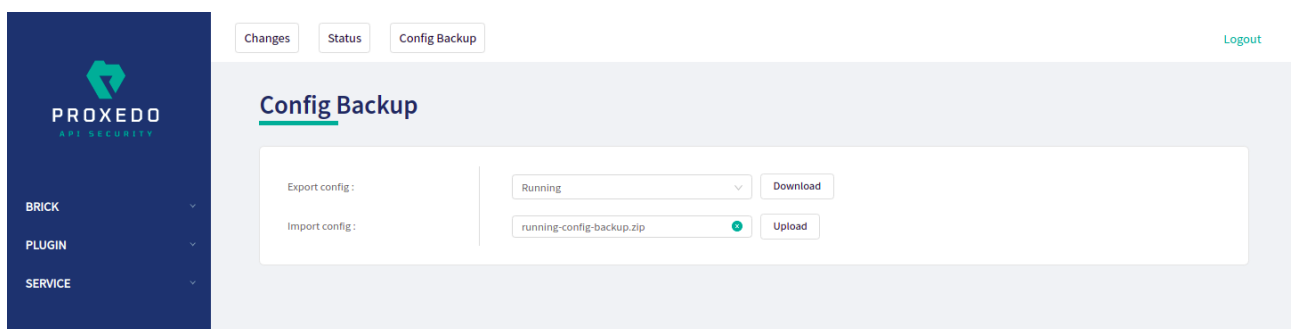 Changes Status Config Backup Logout
PROXEDO
API SECURITY
Config Backup
Export config : Running Download
Import config : running-config-backup.zip Upload
BRICK
PLUGIN
SERVICE